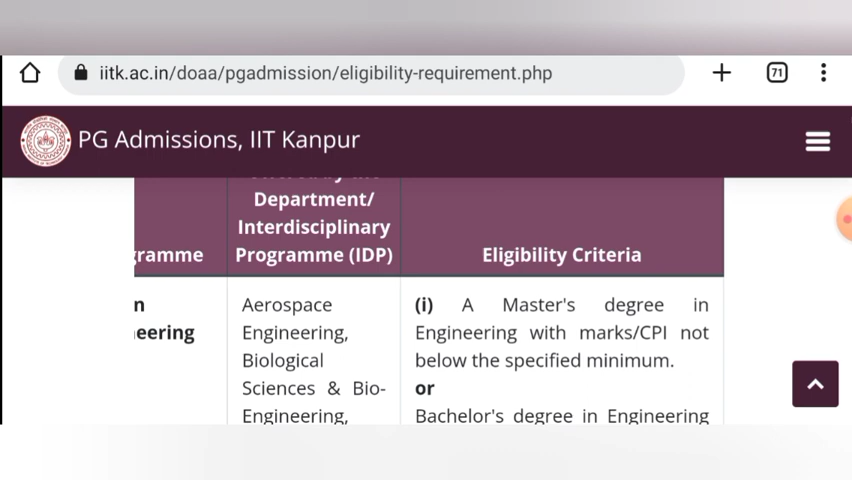 iitk.ac.in/doaa/pgadmission/eligibility-requirement.php
71
PG Admissions, IIT Kanpur
Department/
Interdisciplinary
gramme Programme (IDP) Eligibility Criteria
n Aerospace (i) A Master's degree in
eering Engineering, Engineering with marks/CPI not
Biological below the specified minimum.
Sciences & Bio- or
Engineering, Bachelor's degree in Engineering